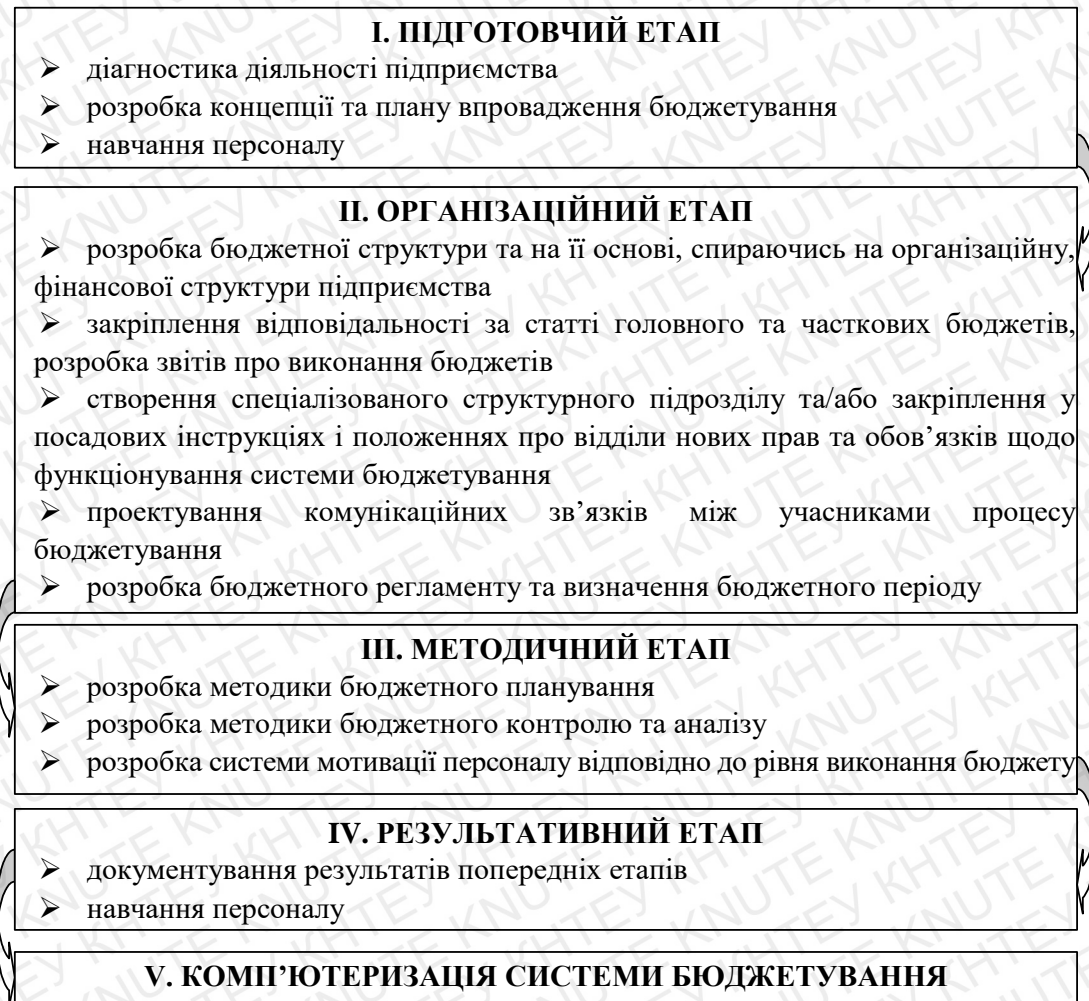 І. ПІДГОТОВЧИЙ ЕТАП
➢ діагностика діяльності підприємства
➢ розробка концепції та плану впровадження бюджетування
➢ навчання персоналу
ІІ. ОРГАНІЗАЦІЙНИЙ ЕТАП
➢ розробка бюджетної структури та на її основі, спираючись на організаційну,
фінансової структури підприємства
➢ закріплення відповідальності за статті головного та часткових бюджетів,
розробка звітів про виконання бюджетів
➢ створення спеціалізованого структурного підрозділу та/або закріплення у
посадових інструкціях і положеннях про відділи нових прав та обов’язків щодо
функціонування системи бюджетування
➢ проектування комунікаційних зв’язків між учасниками процесу
бюджетування
➢ розробка бюджетного регламенту та визначення бюджетного періоду
ІІІ. МЕТОДИЧНИЙ ЕТАП
➢ розробка методики бюджетного планування
➢ розробка методики бюджетного контролю та аналізу
➢ розробка системи мотивації персоналу відповідно до рівня виконання бюджету
IV. РЕЗУЛЬТАТИВНИЙ ЕТАП
➢ документування результатів попередніх етапів
➢ навчання персоналу
V. КОМП’ЮТЕРИЗАЦІЯ СИСТЕМИ БЮДЖЕТУВАННЯ